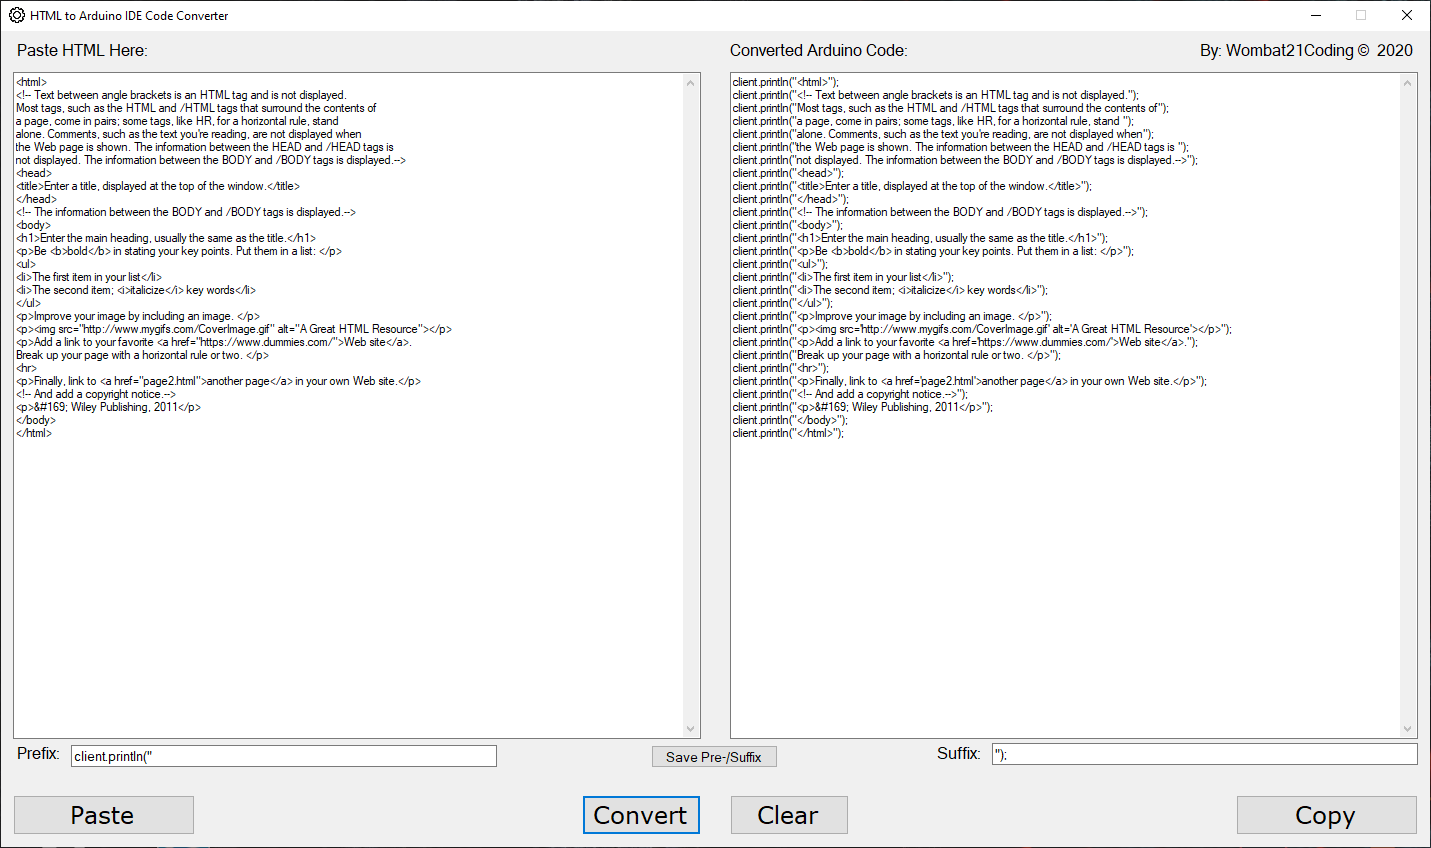 HTML to Arduino IDE Code Converter
Paste HTML Here:
Converted Arduino Code:
By: Wombat21Coding © 2020
<html>
<!-- Text between angle brackets is an HTML tag and is not displayed.
Most tags, such as the HTML and /HTML tags that surround the contents of
a page, come in pairs; some tags, like HR, for a horizontal rule, stand
alone. Comments, such as the text you're reading, are not displayed when
the Web page is shown. The information between the HEAD and /HEAD tags is
not displayed. The information between the BODY and /BODY tags is displayed.-->
<head>
<title>Enter a title, displayed at the top of the window.</title>
</head>
<!-- The information between the BODY and /BODY tags is displayed.-->
<body>
<h1>Enter the main heading, usually the same as the title.</h1>
<p>Be <b>bold</b> in stating your key points. Put them in a list: </p>
<ul>
<li>The first item in your list</li>
<li>The second item; <i>italicize</i> key words</li>
</ul>
<p>Improve your image by including an image. </p>
<p><img src="http://www.mygifs.com/CoverImage.gif" alt="A Great HTML Resource"></p>
<p>Add a link to your favorite <a href="https://www.dummies.com/">Web site</a>.
Break up your page with a horizontal rule or two. </p>
<hr>
<p>Finally, link to <a href="page2.html">another page</a> in your own Web site.</p>
<!-- And add a copyright notice.-->
<p>&#169; Wiley Publishing, 2011</p>
</body>
</html>
client.println("<html>");
client.println("<!-- Text between angle brackets is an HTML tag and is not displayed.");
client.println("Most tags, such as the HTML and /HTML tags that surround the contents of");
client.println("a page, come in pairs; some tags, like HR, for a horizontal rule, stand ");
client.println("alone. Comments, such as the text you're reading, are not displayed when");
client.println("the Web page is shown. The information between the HEAD and /HEAD tags is ");
client.println("not displayed. The information between the BODY and /BODY tags is displayed.-->");
client.println("<head>");
client.println("<title>Enter a title, displayed at the top of the window.</title>");
client.println("</head>");
client.println("<!-- The information between the BODY and /BODY tags is displayed.-->");
client.println("<body>");
client.println("<h1>Enter the main heading, usually the same as the title.</h1>");
client.println("<p>Be <b>bold</b> in stating your key points. Put them in a list: </p>");
client.println("<ul>");
client.println("<li>The first item in your list</li>");
client.println("<li>The second item; <i>italicize</i> key words</li>");
client.println("</ul>");
client.println("<p>Improve your image by including an image. </p>");
client.println("<p><img src='http://www.mygifs.com/CoverImage.gif' alt='A Great HTML Resource'></p>");
client.println("<p>Add a link to your favorite <a href='https://www.dummies.com/'>Web site</a>.");
client.println("Break up your page with a horizontal rule or two. </p>");
client.println("<hr>");
client.println("<p>Finally, link to <a href='page2.html'>another page</a> in your own Web site.</p>");
client.println("<!-- And add a copyright notice.-->");
client.println("<p>&#169; Wiley Publishing, 2011</p>");
client.println("</body>");
client.println("</html>");
Prefix: client.println("
Save Pre-/Suffix
Suffix: ");
Paste
Convert
Clear
Copy